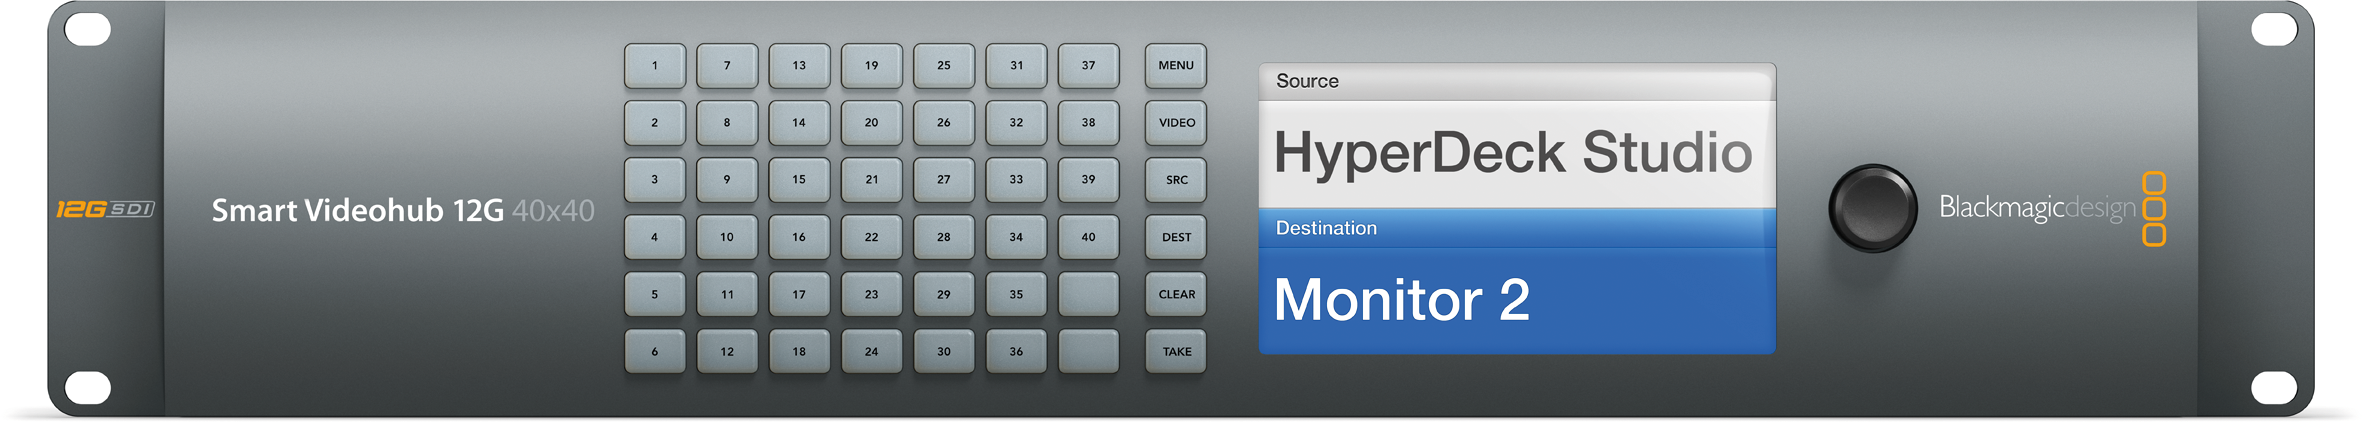 12G SDI
Smart Videohub 12G 40x40
1 7 13 19 25 31 37 MENU
2 8 14 20 26 32 38 VIDEO
3 9 15 21 27 33 39 SRC
4 10 16 22 28 34 40 DEST
5 11 17 23 29 35 CLEAR
6 12 18 24 30 36 TAKE
Source
HyperDeck Studio
Destination
Monitor 2
Blackmagicdesign